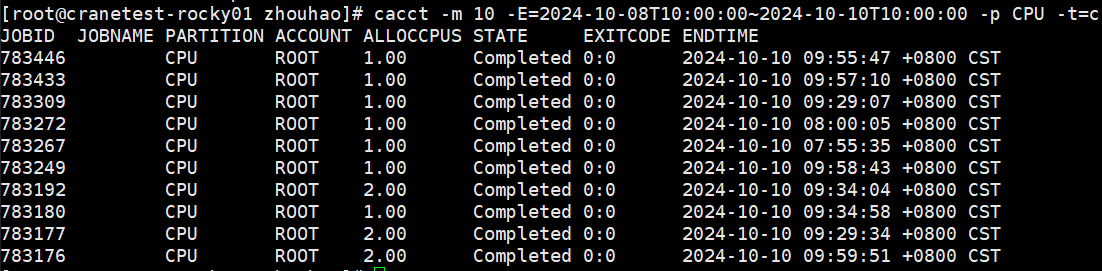 [root@cranetest-rocky01 zhouhao]# cacct -m 10 -E=2024-10-08T10:00:00~2024-10-10T10:00:00 -p CPU -t=c
JOBID JOBNAME PARTITION ACCOUNT ALLOCCPUS STATE EXITCODE ENDTIME
783446 CPU ROOT 1.00 Completed 0:0 2024-10-10 09:55:47 +0800 CST
783433 CPU ROOT 1.00 Completed 0:0 2024-10-10 09:57:10 +0800 CST
783309 CPU ROOT 1.00 Completed 0:0 2024-10-10 09:29:07 +0800 CST
783272 CPU ROOT 1.00 Completed 0:0 2024-10-10 08:00:05 +0800 CST
783267 CPU ROOT 1.00 Completed 0:0 2024-10-10 07:55:35 +0800 CST
783249 CPU ROOT 1.00 Completed 0:0 2024-10-10 09:58:43 +0800 CST
783192 CPU ROOT 2.00 Completed 0:0 2024-10-10 09:34:04 +0800 CST
783180 CPU ROOT 1.00 Completed 0:0 2024-10-10 09:34:58 +0800 CST
783177 CPU ROOT 2.00 Completed 0:0 2024-10-10 09:29:34 +0800 CST
783176 CPU ROOT 2.00 Completed 0:0 2024-10-10 09:59:51 +0800 CST